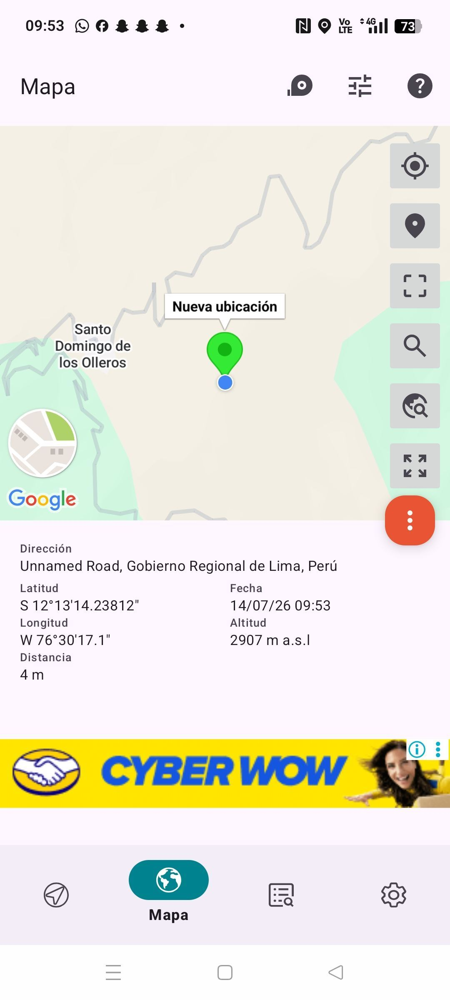 09:53
Vo
LTE
4G
73
Mapa
Nueva ubicación
Santo
Domingo de
los Olleros
Google
Dirección
Unnamed Road, Gobierno Regional de Lima, Perú
Latitud
Fecha
S 12°13'14.23812"
14/07/26 09:53
Longitud
Altitud
W 76°30'17.1"
2907 m a.s.l
Distancia
4 m
CYBER WOW
Mapa